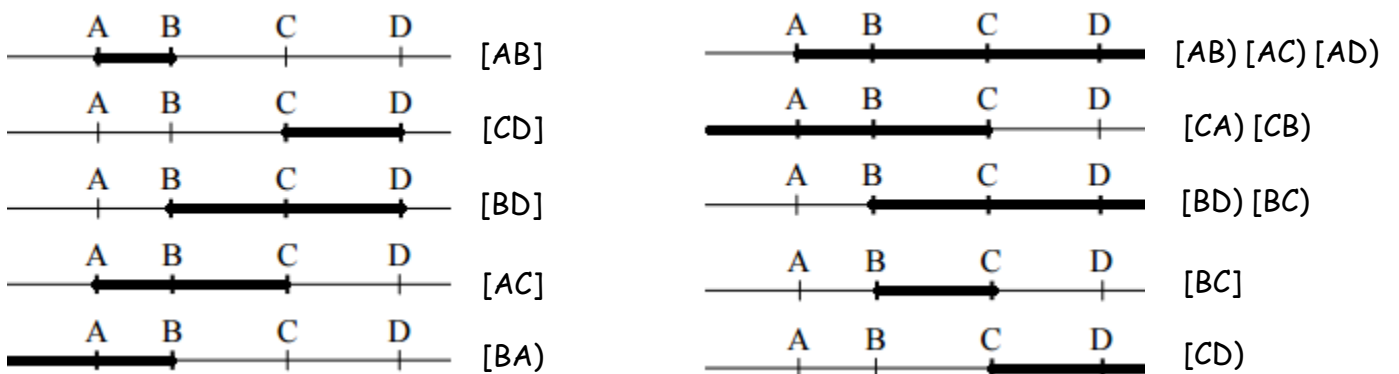 A B C D
[AB]
A B C D
[CD]
A B C D
[BD]
A B C D
[AC]
A B C D
[BA)
A B C D
[AB) [AC) [AD)
A B C D
[CA) [CB)
A B C D
[BD) [BC)
A B C D
[BC]
A B C D
[CD)